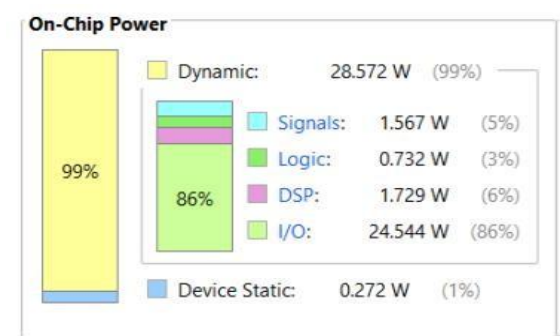 On-Chip Power
Dynamic: 28.572 W (99%)
Signals: 1.567 W (5%)
Logic: 0.732 W (3%)
99%
DSP: 1.729 W (6%)
86%
I/O: 24.544 W (86%)
Device Static: 0.272 W (1%)